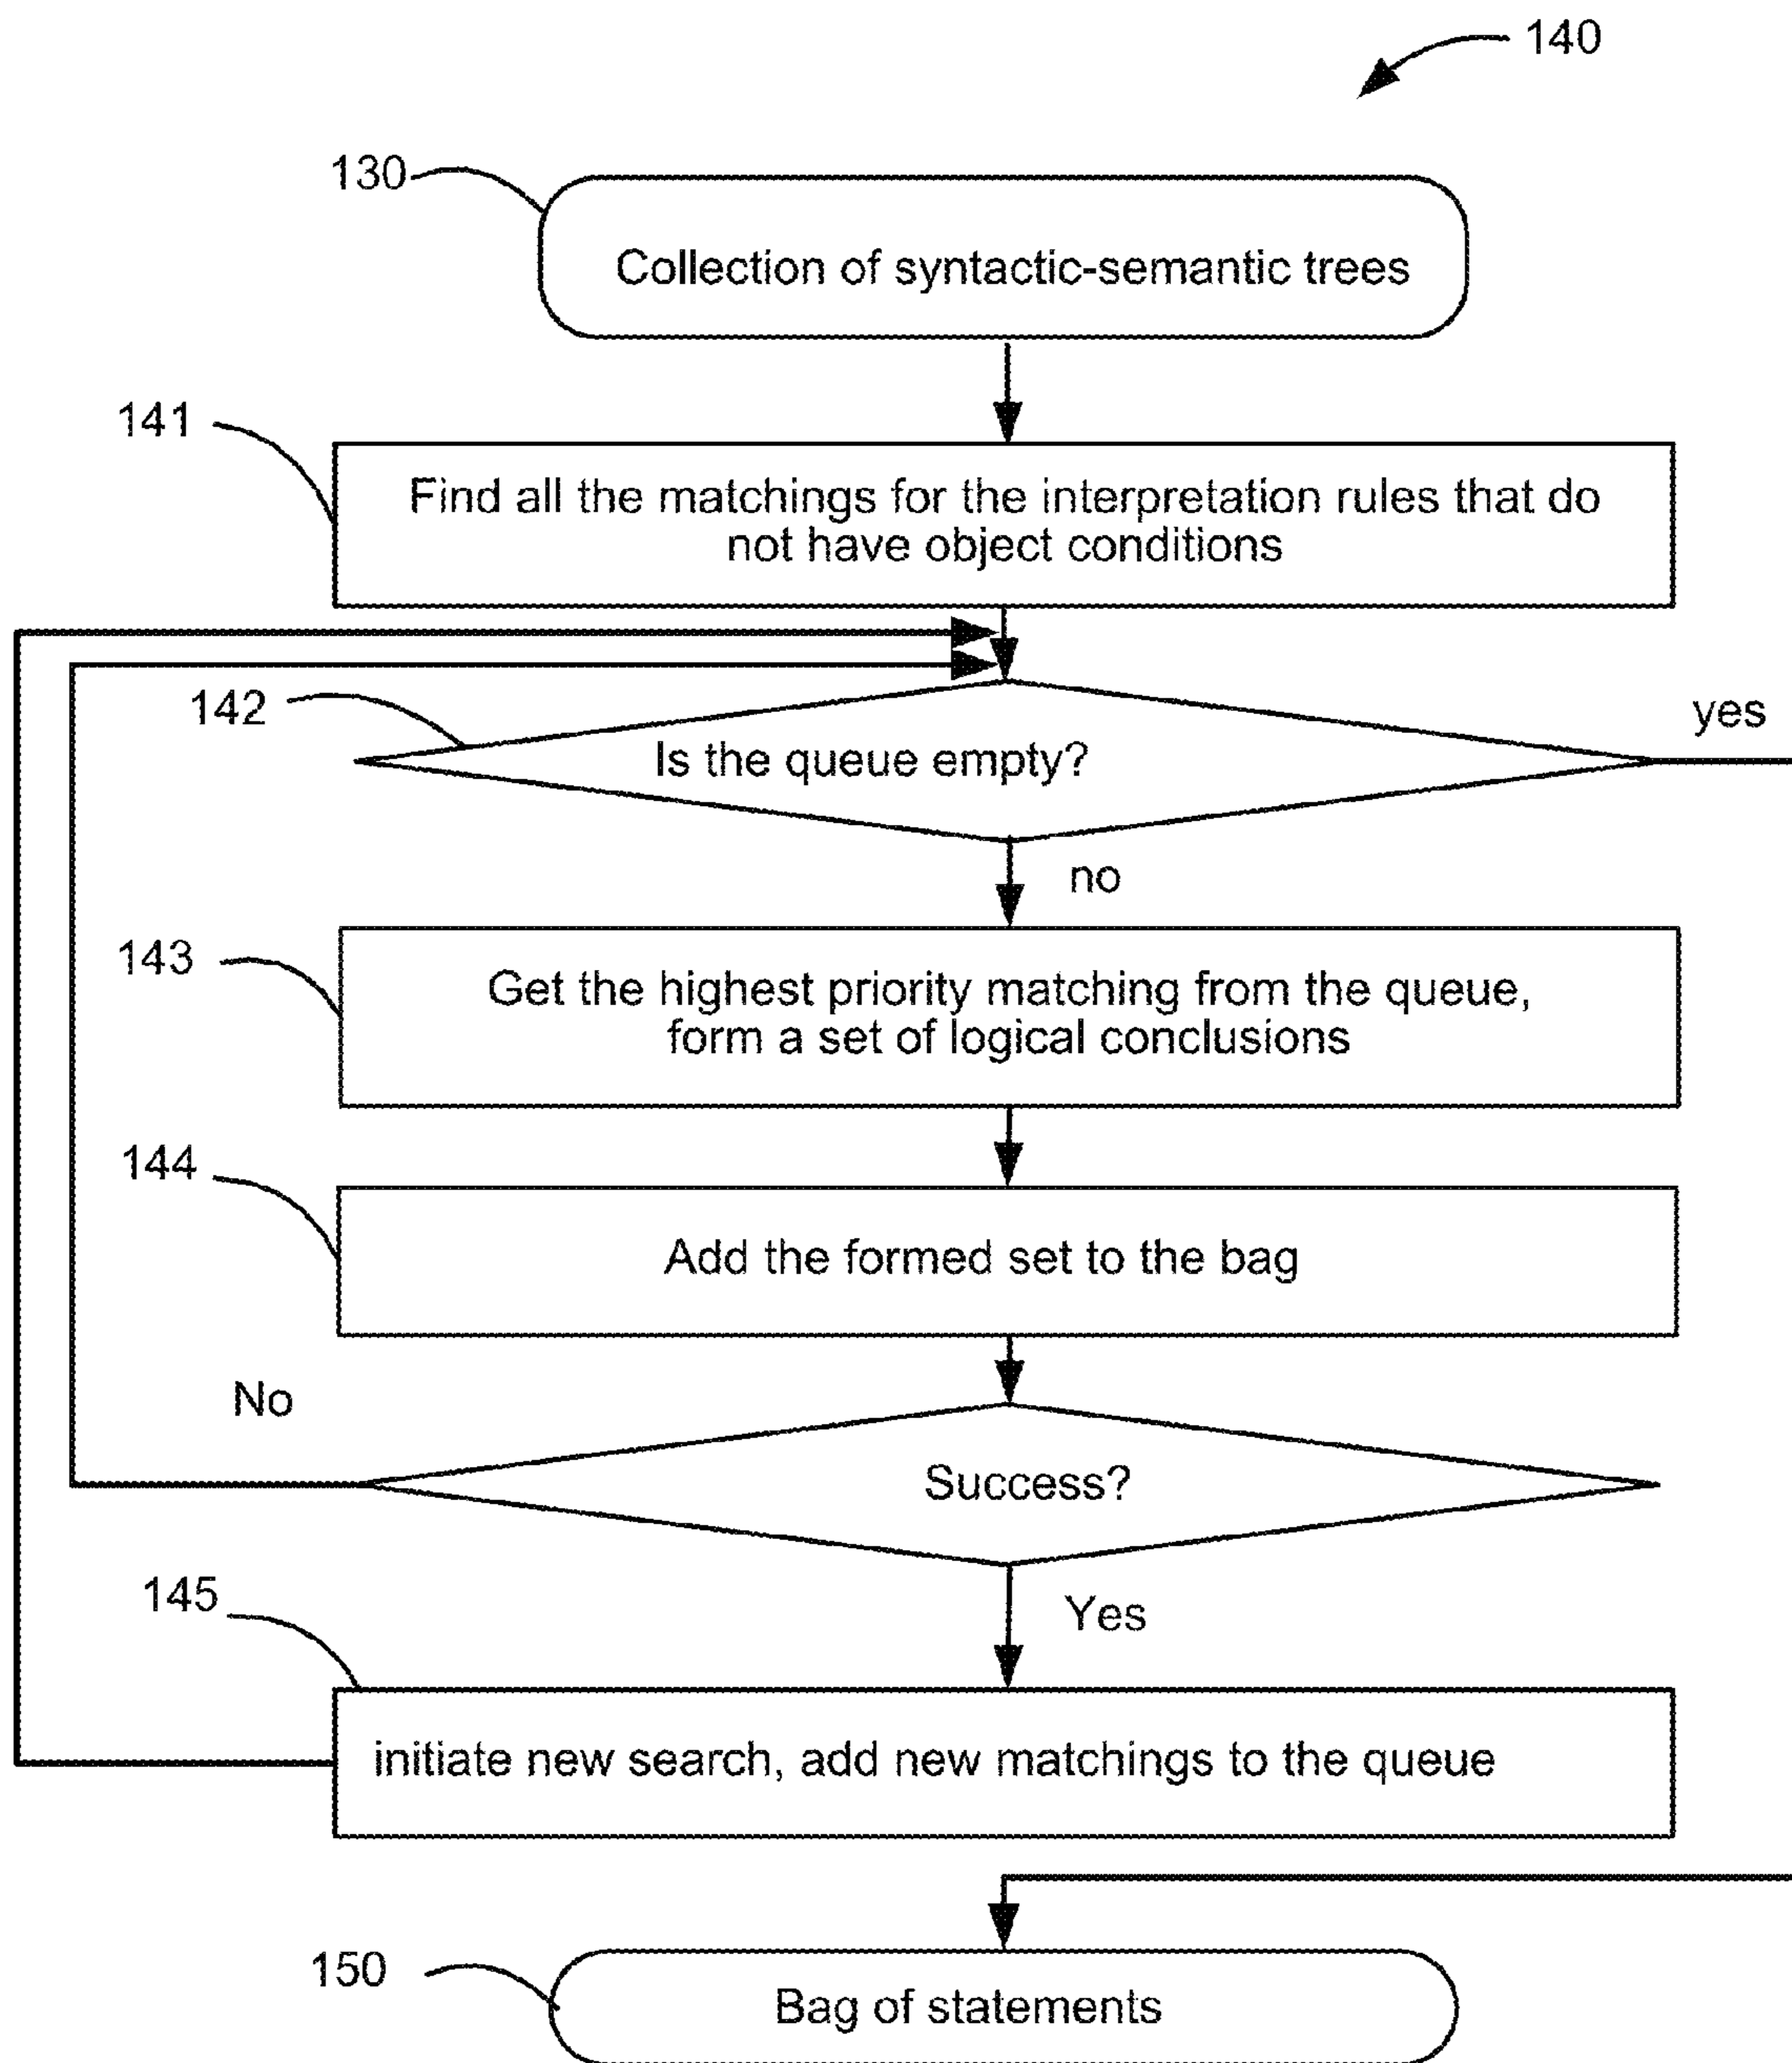 140
130
Collection of syntactic-semantic trees
141
Find all the matchings for the interpretation rules that do
not have object conditions
142
Is the queue empty?
yes
no
143
Get the highest priority matching from the queue,
form a set of logical conclusions
144
Add the formed set to the bag
No
Success?
145
Yes
initiate new search, add new matchings to the queue
150
Bag of statements